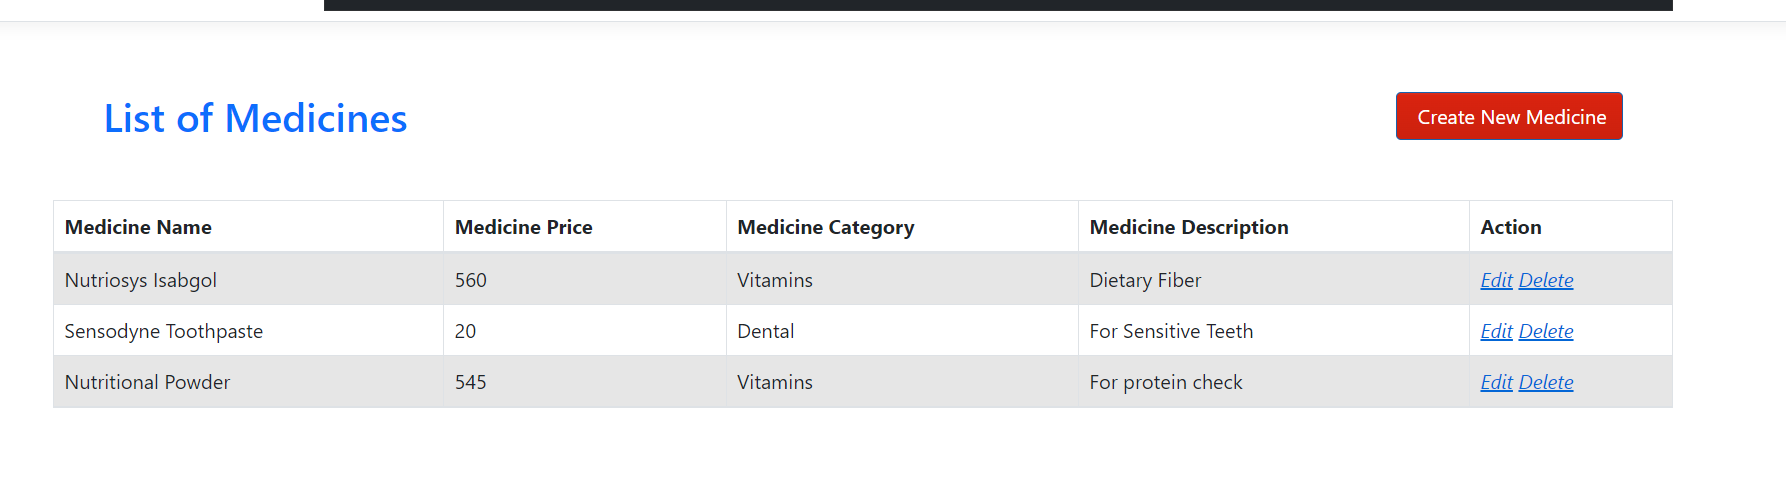 List of Medicines
Create New Medicine
Medicine Name Medicine Price Medicine Category Medicine Description Action
Nutriosys Isabgol 560 Vitamins Dietary Fiber Edit Delete
Sensodyne Toothpaste 20 Dental For Sensitive Teeth Edit Delete
Nutritional Powder 545 Vitamins For protein check Edit Delete